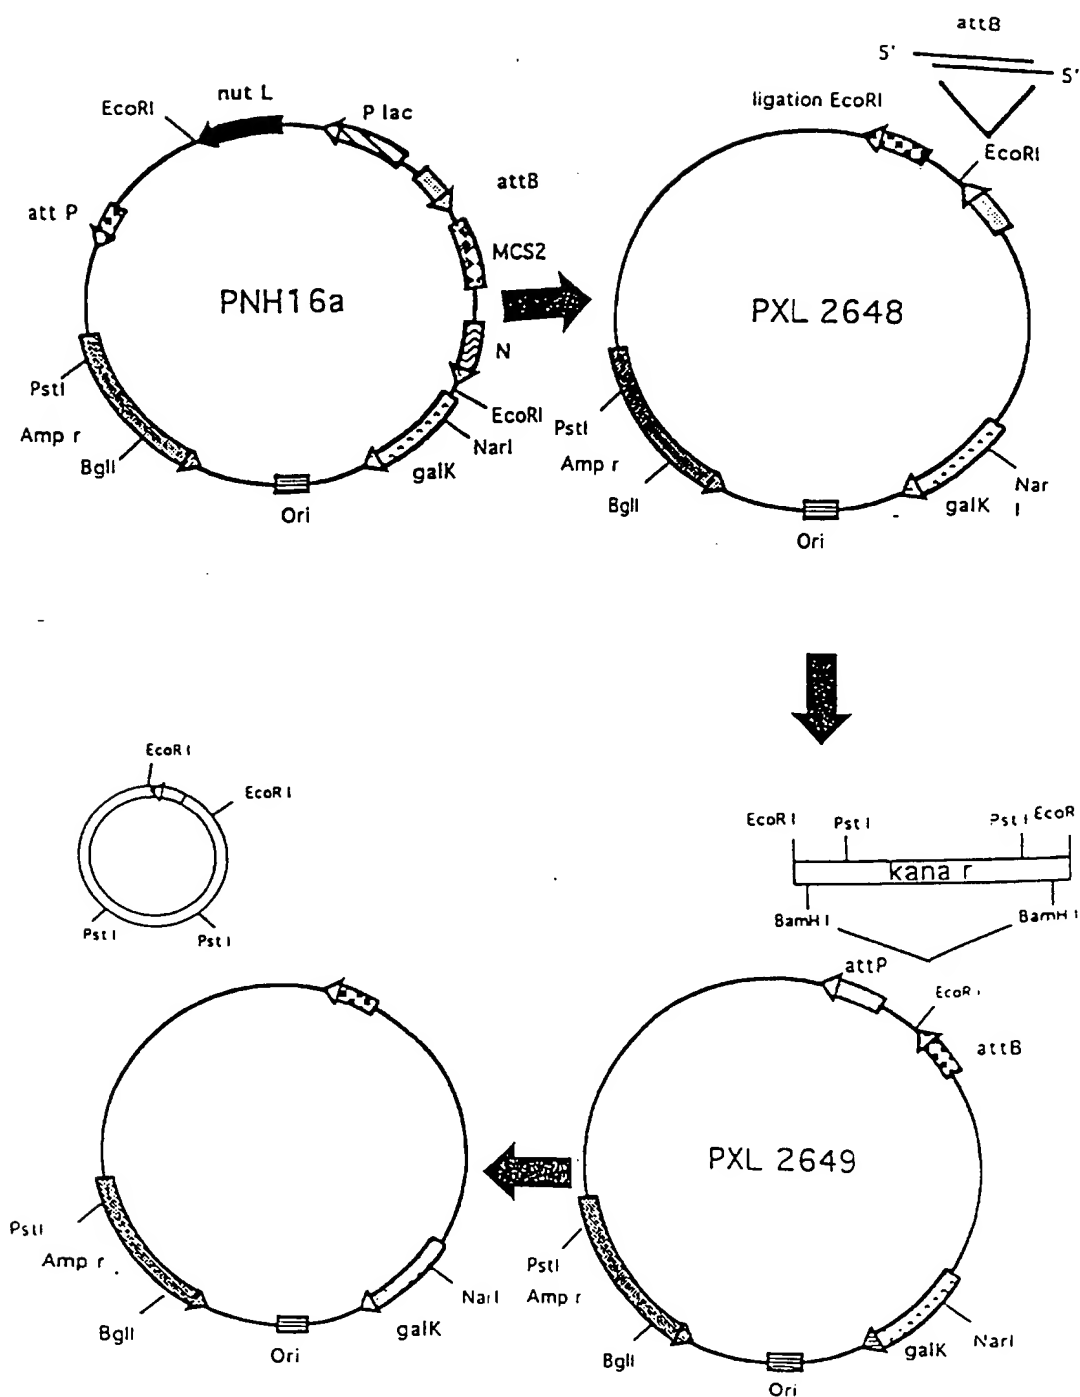 attB
5'
5'
ligation EcoRI
EcoRI
EcoRI
nut L
P lac
attB
att P
MCS2
PNH16a
N
EcoRI
PstI
Amp r
BglI
NarI
galK
Ori
PXL 2648
PstI
Amp r
BglI
Nar
I
galK
Ori
EcoR I
EcoR I
Pst I
Pst I
EcoR I
Pst I
Pst I
EcoR
kana r
BamH I
BamH I
attP
EcoR I
attB
PXL 2649
PstI
Amp r
BglI
NarI
galK
Ori
PstI
Amp r
BglI
NarI
galK
Ori